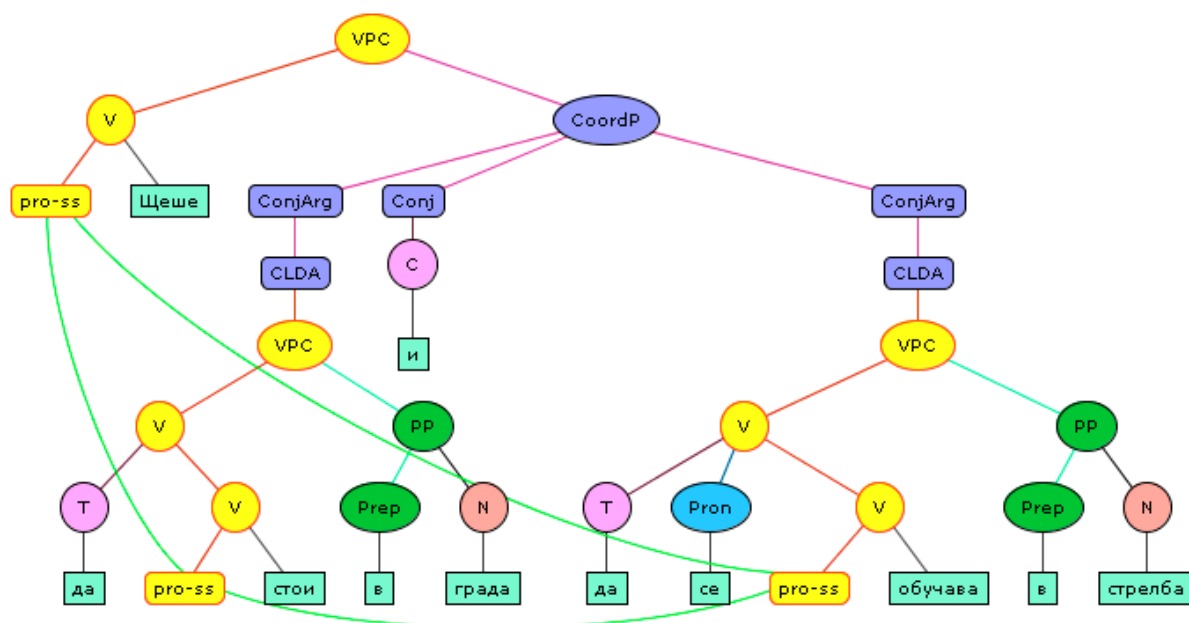 VPC
V CoordP
pro-ss Щеше ConjArg Conj ConjArg
CLDA C CLDA
VPC и VPC
V PP V PP
T V Prep N T Pron V Prep N
да pro-ss стои в града да се pro-ss обучава в стрелба